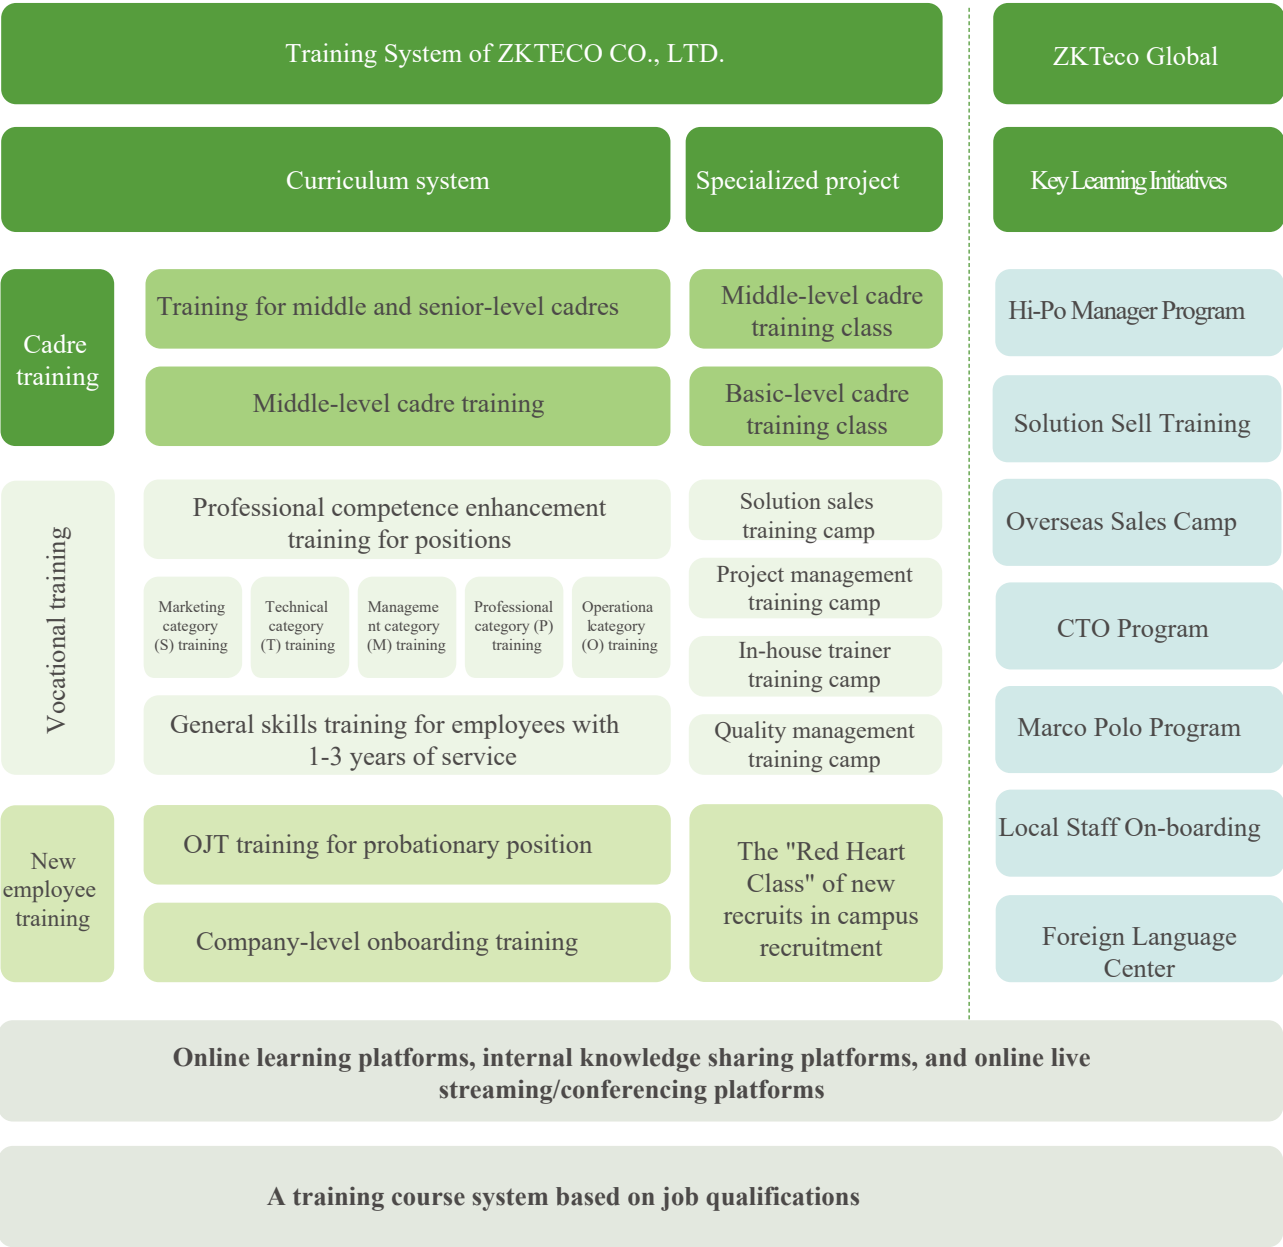 Training System of ZKTECO CO., LTD.
ZKTeco Global
Curriculum system
Specialized project
Key Learning Initiatives
Cadre
training
Training for middle and senior-level cadres
Middle-level cadre training
Middle-level cadre
training class
Basic-level cadre
training class
Vocational training
Professional competence enhancement
training for positions
Marketing
category
(S) training
Technical
category
(T) training
Manageme
nt category
(M) training
Professional
category (P)
training
Operationa
lcategory
(O) training
General skills training for employees with
1-3 years of service
Solution sales
training camp
Project management
training camp
In-house trainer
training camp
Quality management
training camp
New
employee
training
OJT training for probationary position
Company-level onboarding training
The "Red Heart
Class" of new
recruits in campus
recruitment
Hi-Po Manager Program
Solution Sell Training
Overseas Sales Camp
CTO Program
Marco Polo Program
Local Staff On-boarding
Foreign Language
Center
Online learning platforms, internal knowledge sharing platforms, and online live
streaming/conferencing platforms
A training course system based on job qualifications